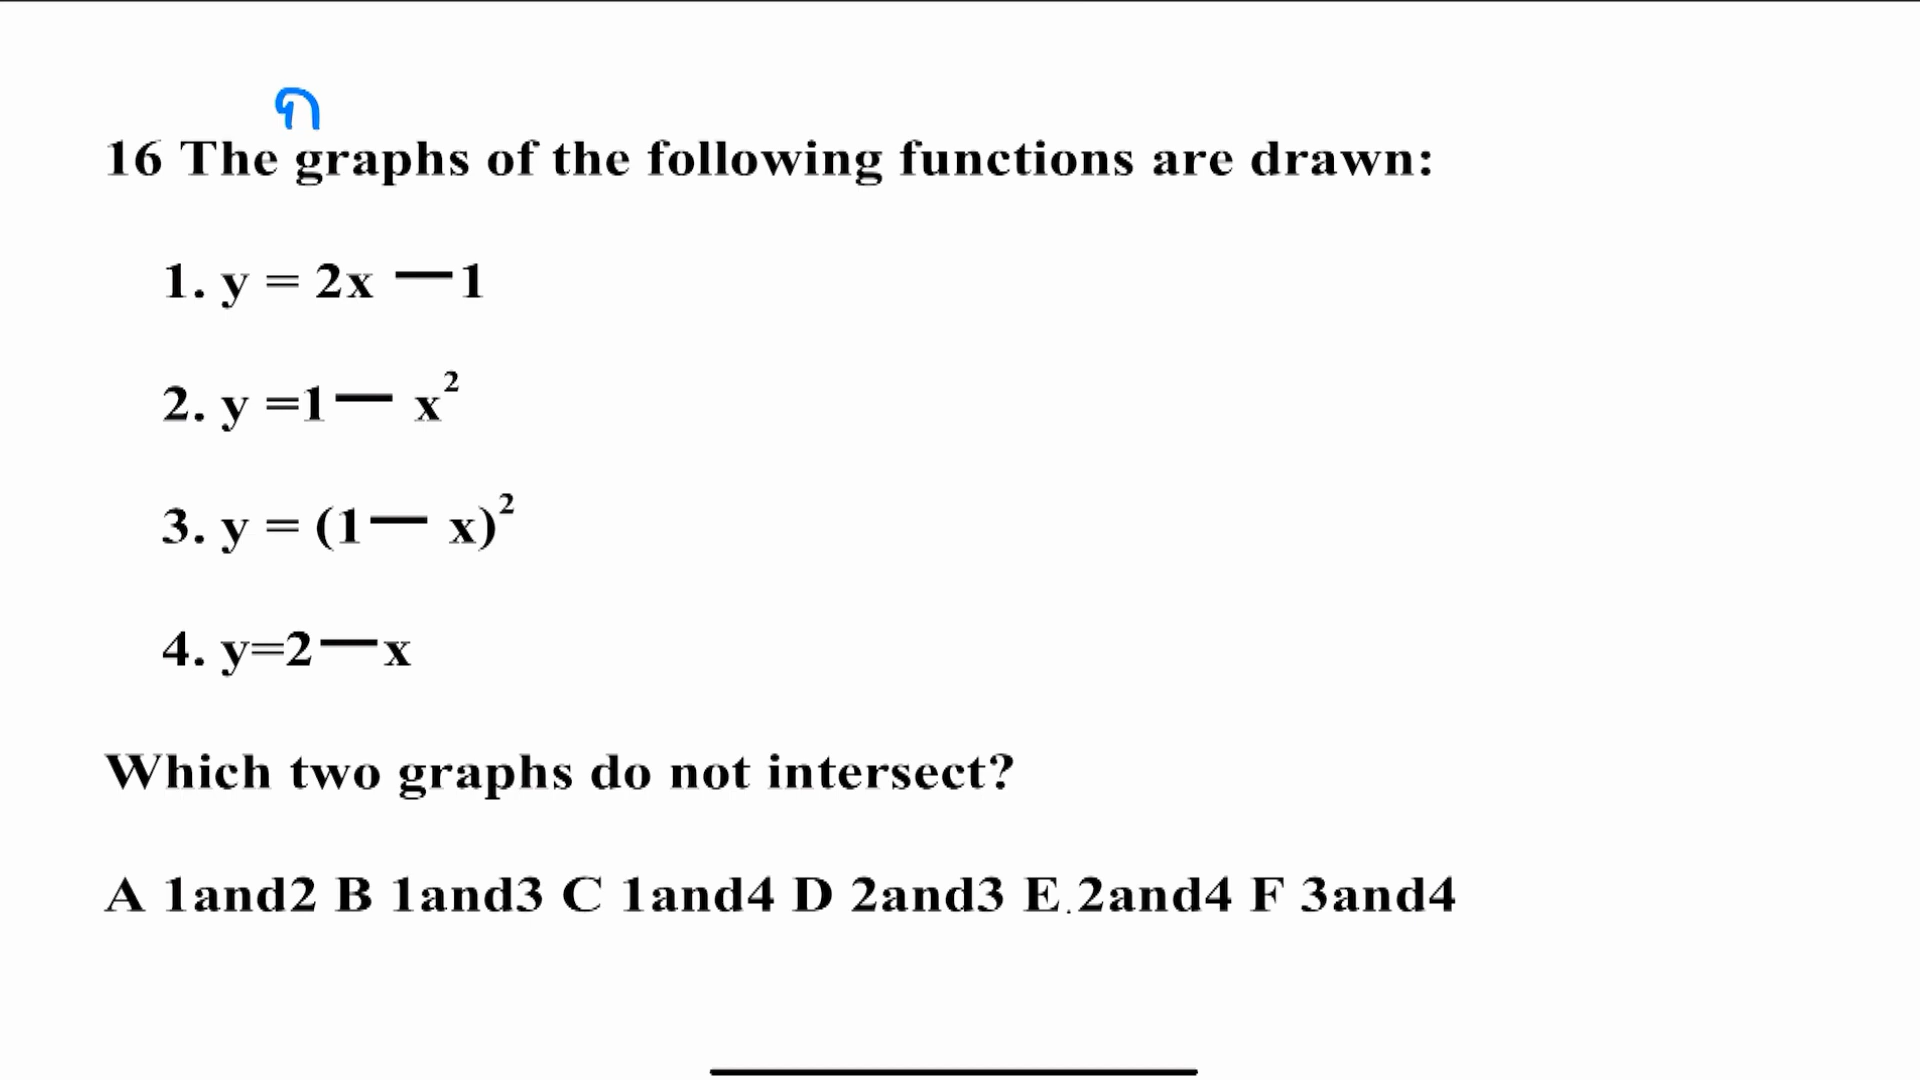 ๆ
16 The graphs of the following functions are drawn:
1. y = 2x —1
2. y =1— x²
3. y = (1— x)²
4. y=2—x
Which two graphs do not intersect?
A 1and2 B 1and3 C 1and4 D 2and3 E.2and4 F 3and4